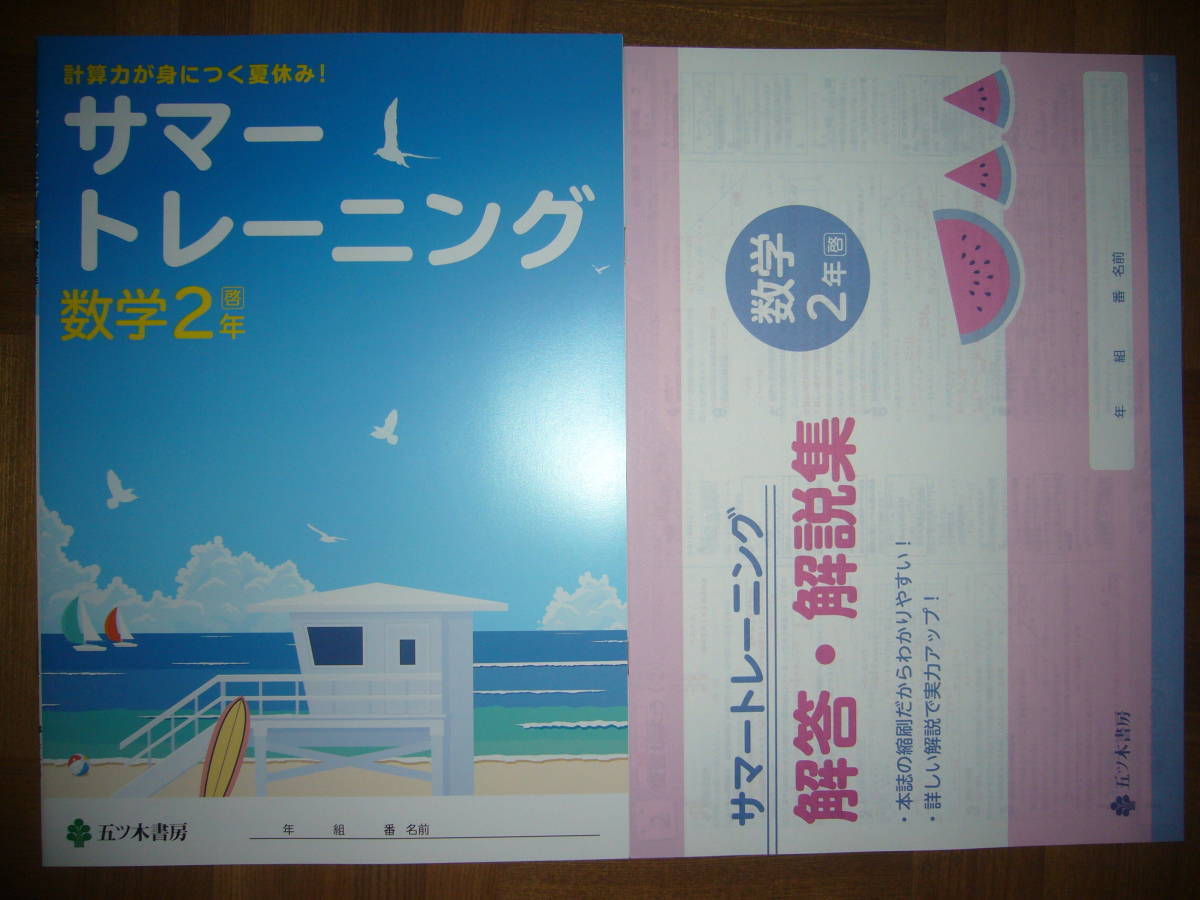 計算力が身につく夏休み!
サマー
トレーニング
数学2年 啓
五ツ木書房
年 組 番 名前
サマートレーニング
解答・解説集
・本誌の縮刷だからわかりやすい!
・詳しい解説で実力アップ!
数学
2年 啓
年 組 番 名前
五ツ木書房